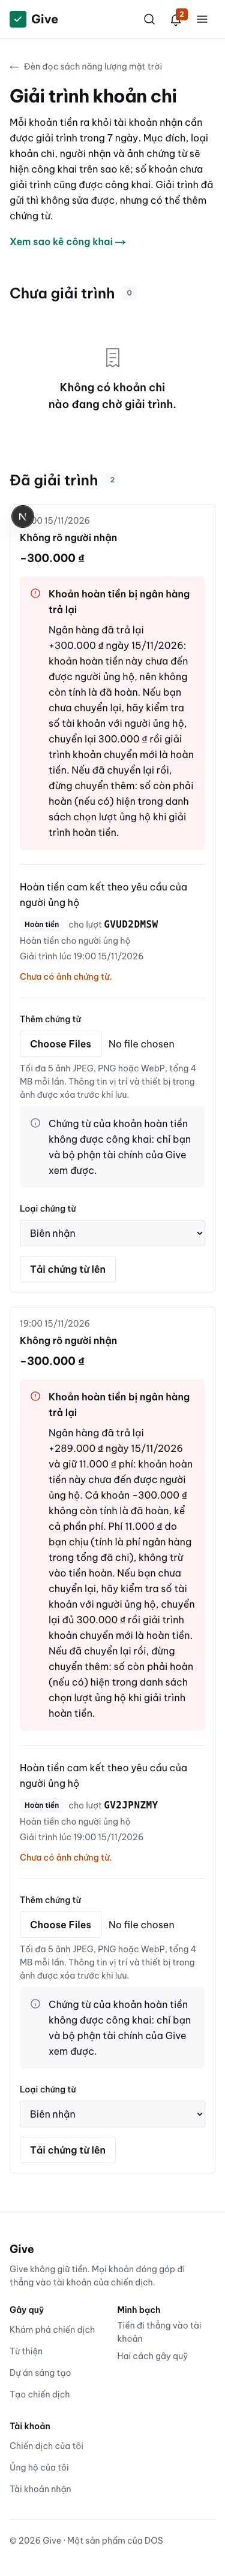 Give
2
← Đèn đọc sách năng lượng mặt trời
Giải trình khoản chi
Mỗi khoản tiền ra khỏi tài khoản nhận cần
được giải trình trong 7 ngày. Mục đích, loại
khoản chi, người nhận và ảnh chứng từ sẽ
hiện công khai trên sao kê; số khoản chưa
giải trình cũng được công khai. Giải trình đã
gửi thì không sửa được, nhưng có thể thêm
chứng từ.
Xem sao kê công khai →
Chưa giải trình 0
Không có khoản chi
nào đang chờ giải trình.
Đã giải trình 2
N
:00 15/11/2026
Không rõ người nhận
−300.000 ₫
Khoản hoàn tiền bị ngân hàng
trả lại
Ngân hàng đã trả lại
+300.000 ₫ ngày 15/11/2026:
khoản hoàn tiền này chưa đến
được người ủng hộ, nên không
còn tính là đã hoàn. Nếu bạn
chưa chuyển lại, hãy kiểm tra
số tài khoản với người ủng hộ,
chuyển lại 300.000 ₫ rồi giải
trình khoản chuyển mới là hoàn
tiền. Nếu đã chuyển lại rồi,
đừng chuyển thêm: số còn phải
hoàn (nếu có) hiện trong danh
sách chọn lượt ủng hộ khi giải
trình hoàn tiền.
Hoàn tiền cam kết theo yêu cầu của
người ủng hộ
Hoàn tiền cho lượt GVUD2DMSW
Hoàn tiền cho người ủng hộ
Giải trình lúc 19:00 15/11/2026
Chưa có ảnh chứng từ.
Thêm chứng từ
Choose Files No file chosen
Tối đa 5 ảnh JPEG, PNG hoặc WebP, tổng 4
MB mỗi lần. Thông tin vị trí và thiết bị trong
ảnh được xóa trước khi lưu.
Chứng từ của khoản hoàn tiền
không được công khai: chỉ bạn
và bộ phận tài chính của Give
xem được.
Loại chứng từ
Biên nhận
Tải chứng từ lên
19:00 15/11/2026
Không rõ người nhận
−300.000 ₫
Khoản hoàn tiền bị ngân hàng
trả lại
Ngân hàng đã trả lại
+289.000 ₫ ngày 15/11/2026
và giữ 11.000 ₫ phí: khoản hoàn
tiền này chưa đến được người
ủng hộ. Cả khoản −300.000 ₫
không còn tính là đã hoàn, kể
cả phần phí. Phí 11.000 ₫ do
bạn chịu (tính là phí ngân hàng
trong tổng đã chi), không trừ
vào tiền hoàn. Nếu bạn chưa
chuyển lại, hãy kiểm tra số tài
khoản với người ủng hộ, chuyển
lại đủ 300.000 ₫ rồi giải trình
khoản chuyển mới là hoàn tiền.
Nếu đã chuyển lại rồi, đừng
chuyển thêm: số còn phải hoàn
(nếu có) hiện trong danh sách
chọn lượt ủng hộ khi giải trình
hoàn tiền.
Hoàn tiền cam kết theo yêu cầu của
người ủng hộ
Hoàn tiền cho lượt GV2JPNZMY
Hoàn tiền cho người ủng hộ
Giải trình lúc 19:00 15/11/2026
Chưa có ảnh chứng từ.
Thêm chứng từ
Choose Files No file chosen
Tối đa 5 ảnh JPEG, PNG hoặc WebP, tổng 4
MB mỗi lần. Thông tin vị trí và thiết bị trong
ảnh được xóa trước khi lưu.
Chứng từ của khoản hoàn tiền
không được công khai: chỉ bạn
và bộ phận tài chính của Give
xem được.
Loại chứng từ
Biên nhận
Tải chứng từ lên
Give
Give không giữ tiền. Mọi khoản đóng góp đi
thẳng vào tài khoản của chiến dịch.
Gây quỹ
Khám phá chiến dịch
Từ thiện
Dự án sáng tạo
Tạo chiến dịch
Minh bạch
Tiền đi thẳng vào tài
khoản
Hai cách gây quỹ
Tài khoản
Chiến dịch của tôi
Ủng hộ của tôi
Tài khoản nhận
© 2026 Give · Một sản phẩm của DOS